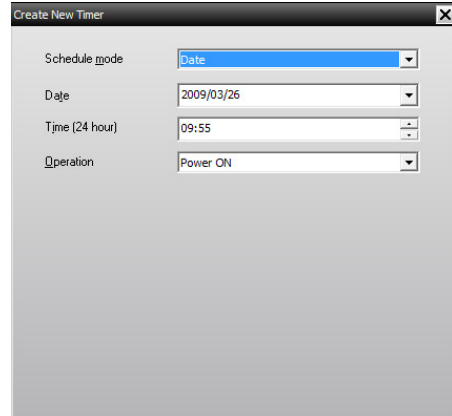 Create New Timer
Schedule mode Date
Date 2009/03/26
Time (24 hour) 09:55
Operation Power ON